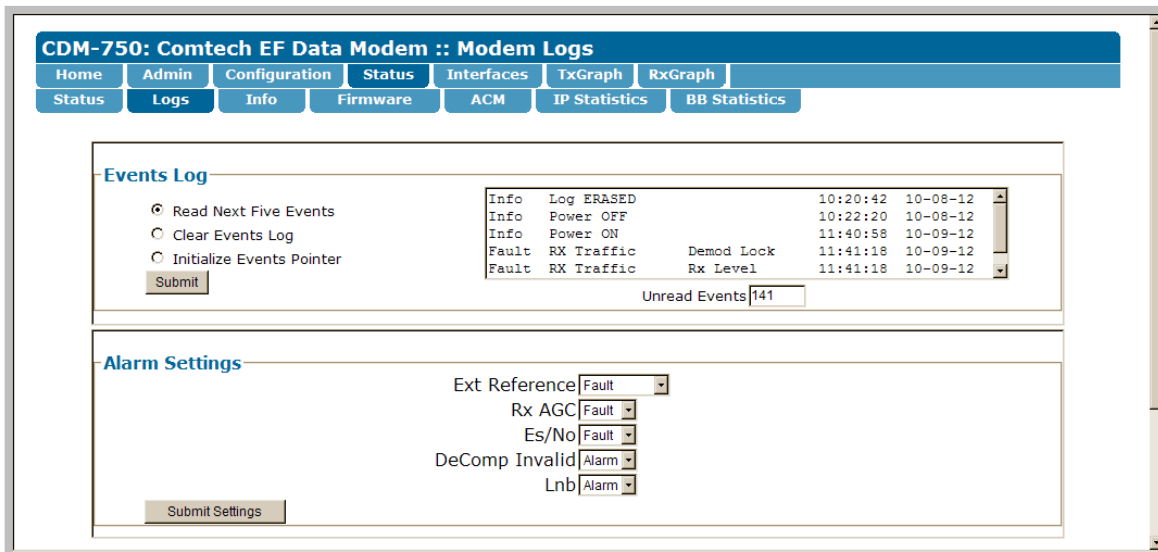 CDM-750: Comtech EF Data Modem :: Modem Logs
Home Admin Configuration Status Interfaces TxGraph RxGraph
Status Logs Info Firmware ACM IP Statistics BB Statistics
Events Log
Read Next Five Events
Clear Events Log
Initialize Events Pointer
Submit
Info Log ERASED 10:20:42 10-08-12
Info Power OFF 10:22:20 10-08-12
Info Power ON 11:40:58 10-09-12
Fault RX Traffic Demod Lock 11:41:18 10-09-12
Fault RX Traffic Rx Level 11:41:18 10-09-12
Unread Events 141
Alarm Settings
Ext Reference Fault
Rx AGC Fault
Es/No Fault
DeComp Invalid Alarm
Lnb Alarm
Submit Settings